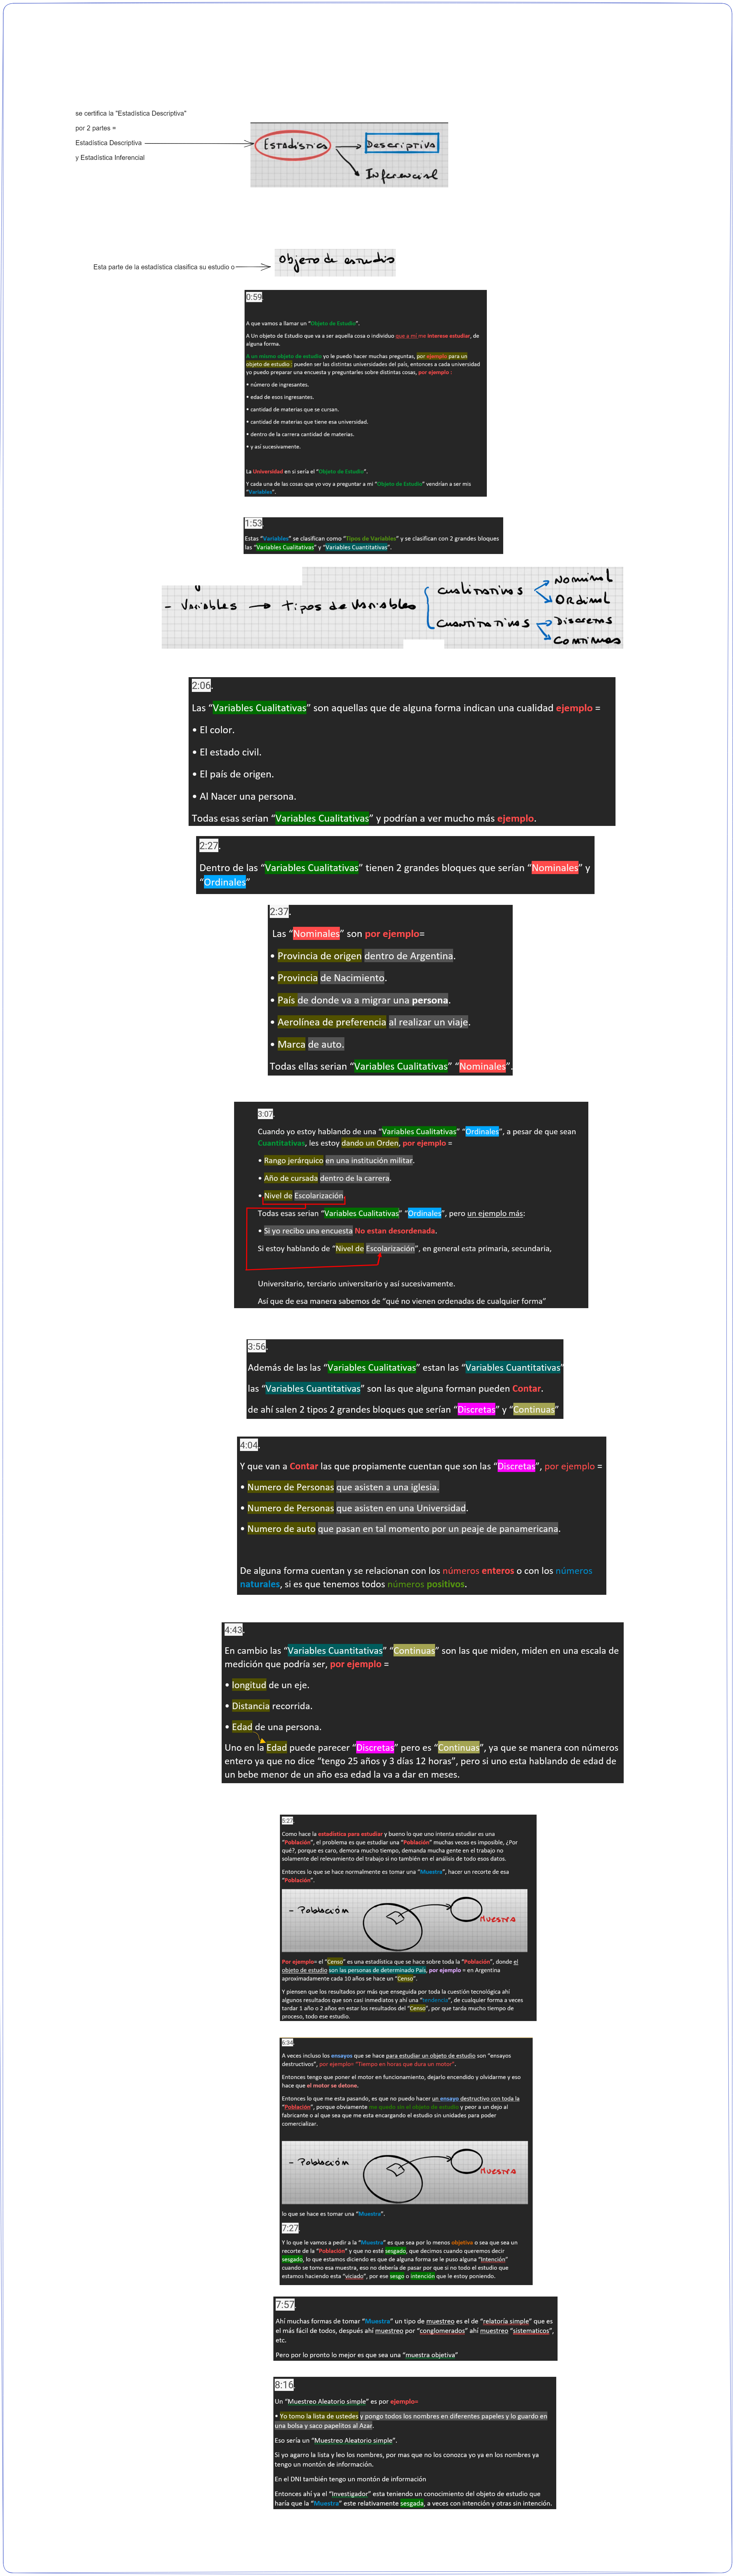 se certifica la "Estadística Descriptiva"
por 2 partes =
Estadística Descriptiva
y Estadística Inferencial
Estadística
Descriptiva
Inferencial
Esta parte de la estadística clasifica su estudio o
Objeto de estudio
0:59.
A que vamos a llamar un “Objeto de Estudio”.
A Un objeto de Estudio que va a ser aquella cosa o individuo que a mí me interese estudiar, de
alguna forma.
A un mismo objeto de estudio yo le puedo hacer muchas preguntas, por ejemplo para un
objeto de estudio : pueden ser las distintas universidades del país, entonces a cada universidad
yo puedo preparar una encuesta y preguntarles sobre distintas cosas, por ejemplo :
• número de ingresantes.
• edad de esos ingresantes.
• cantidad de materias que se cursan.
• cantidad de materias que tiene esa universidad.
• dentro de la carrera cantidad de materias.
• y así sucesivamente.
La Universidad en si sería el “Objeto de Estudio”.
Y cada una de las cosas que yo voy a preguntar a mi “Objeto de Estudio” vendrían a ser mis
“Variables”.
1:53
Estas “Variables” se clasifican como “Tipos de Variables” y se clasifican con 2 grandes bloques
las “Variables Cualitativas” y “Variables Cuantitativas”.
- Variables → tipos de variables
Cualitativas
Nominal
Ordinal
Cuantitativas
Discretas
Continuas
2:06.
Las “Variables Cualitativas” son aquellas que de alguna forma indican una cualidad ejemplo =
• El color.
• El estado civil.
• El país de origen.
• Al Nacer una persona.
Todas esas serian “Variables Cualitativas” y podrían a ver mucho más ejemplo.
2:27.
Dentro de las “Variables Cualitativas” tienen 2 grandes bloques que serían “Nominales” y
“Ordinales”
2:37.
Las “Nominales” son por ejemplo=
• Provincia de origen dentro de Argentina.
• Provincia de Nacimiento.
• País de donde va a migrar una persona.
• Aerolínea de preferencia al realizar un viaje.
• Marca de auto.
Todas ellas serian “Variables Cualitativas” “Nominales”.
3:07.
Cuando yo estoy hablando de una “Variables Cualitativas” “Ordinales”, a pesar de que sean
Cuantitativas, les estoy dando un Orden, por ejemplo =
• Rango jerárquico en una institución militar.
• Año de cursada dentro de la carrera.
• Nivel de Escolarización
Todas esas serian “Variables Cualitativas” “Ordinales”, pero un ejemplo más:
• Si yo recibo una encuesta No estan desordenada.
Si estoy hablando de “Nivel de Escolarización”, en general esta primaria, secundaria,
Universitario, terciario universitario y así sucesivamente.
Así que de esa manera sabemos de “qué no vienen ordenadas de cualquier forma”
3:56.
Además de las las “Variables Cualitativas” estan las “Variables Cuantitativas”
las “Variables Cuantitativas” son las que alguna forman pueden Contar.
de ahí salen 2 tipos 2 grandes bloques que serían “Discretas” y “Continuas”
4:04.
Y que van a Contar las que propiamente cuentan que son las “Discretas”, por ejemplo =
• Numero de Personas que asisten a una iglesia.
• Numero de Personas que asisten en una Universidad.
• Numero de auto que pasan en tal momento por un peaje de panamericana.
De alguna forma cuentan y se relacionan con los números enteros o con los números
naturales, si es que tenemos todos números positivos.
4:43.
En cambio las “Variables Cuantitativas” “Continuas” son las que miden, miden en una escala de
medición que podría ser, por ejemplo =
• longitud de un eje.
• Distancia recorrida.
• Edad de una persona.
Uno en la Edad puede parecer “Discretas” pero es “Continuas”, ya que se manera con números
entero ya que no dice “tengo 25 años y 3 días 12 horas”, pero si uno esta hablando de edad de
un bebe menor de un año esa edad la va a dar en meses.
5:27
Como hace la estadística para estudiar y bueno lo que uno intenta estudiar es una
“Población”, el problema es que estudiar una “Población” muchas veces es imposible, ¿Por
qué?, porque es caro, demora mucho tiempo, demanda mucha gente en el trabajo no
solamente del relevamiento del trabajo si no también en el análisis de todo esos datos.
Entonces lo que se hace normalmente es tomar una “Muestra”, hacer un recorte de esa
“Población”.
- Población
Muestra
Por ejemplo= el “Censo” es una estadística que se hace sobre toda la “Población”, donde el
objeto de estudio son las personas de determinado País, por ejemplo = en Argentina
aproximadamente cada 10 años se hace un “Censo”.
Y piensen que los resultados por más que enseguida por toda la cuestión tecnológica ahí
algunos resultados que son casí inmediatos y ahí una “tendencia”, de cualquier forma a veces
tardar 1 año o 2 años en estar los resultados del “Censo”, por que tarda mucho tiempo de
proceso, todo ese estudio.
6:34
A veces incluso los ensayos que se hace para estudiar un objeto de estudio son “ensayos
destructivos”, por ejemplo= “Tiempo en horas que dura un motor”.
Entonces tengo que poner el motor en funcionamiento, dejarlo encendido y olvidarme y eso
hace que el motor se detone.
Entonces lo que me esta pasando, es que no puedo hacer un ensayo destructivo con toda la
“Población”, porque obviamente me quedo sin el objeto de estudio y peor a un dejo al
fabricante o al que sea que me esta encargando el estudio sin unidades para poder
comercializar.
- Población
Muestra
lo que se hace es tomar una “Muestra”.
7:27.
Y lo que le vamos a pedir a la “Muestra” es que sea por lo menos objetiva o sea que sea un
recorte de la “Población” y que no esté sesgado, que decimos cuando queremos decir
sesgado, lo que estamos diciendo es que de alguna forma se le puso alguna “Intención”
cuando se tomo esa muestra, eso no debería de pasar por que si no todo el estudio que
estamos haciendo esta “viciado”, por ese sesgo o intención que le estoy poniendo.
7:57.
Ahí muchas formas de tomar “Muestra” un tipo de muestreo es el de “relatoría simple” que es
el más fácil de todos, después ahí muestreo por “conglomerados” ahí muestreo “sistematicos”,
etc.
Pero por lo pronto lo mejor es que sea una “muestra objetiva”
8:16.
Un “Muestreo Aleatorio simple” es por ejemplo=
• Yo tomo la lista de ustedes y pongo todos los nombres en diferentes papeles y lo guardo en
una bolsa y saco papelitos al Azar.
Eso sería un “Muestreo Aleatorio simple”.
Si yo agarro la lista y leo los nombres, por mas que no los conozca yo ya en los nombres ya
tengo un montón de información.
En el DNI también tengo un montón de información
Entonces ahí ya el “Investigador” esta teniendo un conocimiento del objeto de estudio que
haría que la “Muestra” este relativamente sesgada, a veces con intención y otras sin intención.